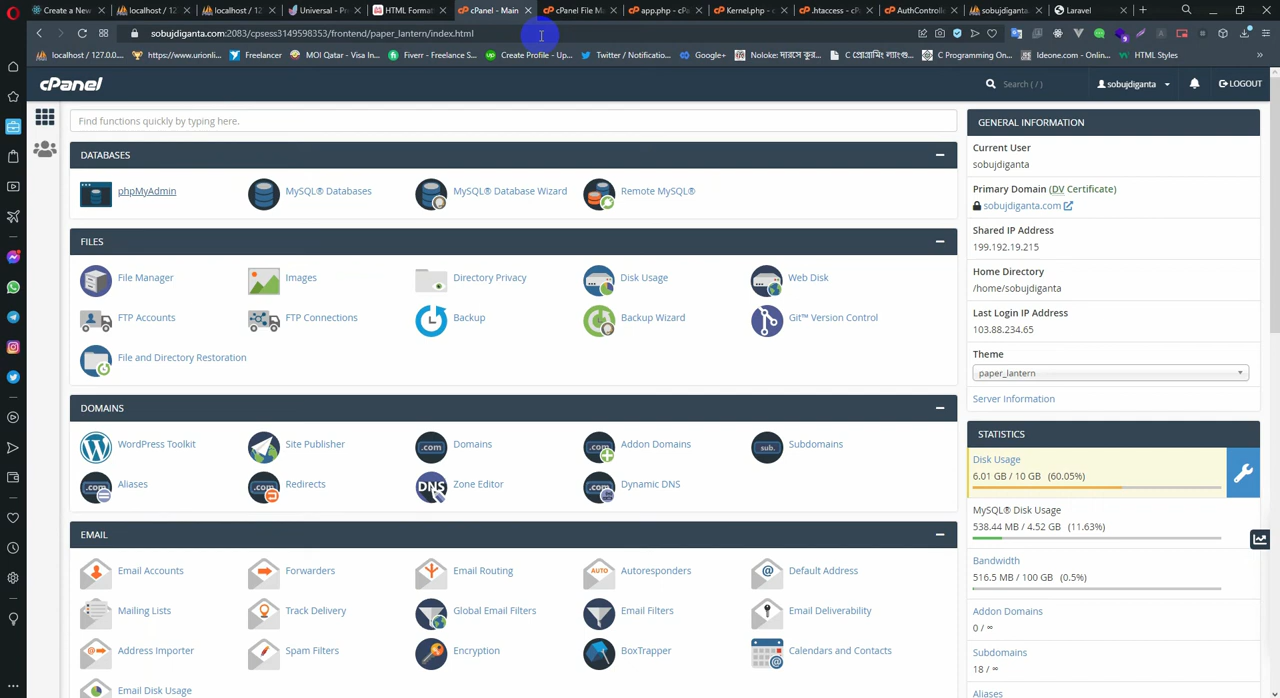 React: Create a New
localhost / 12
localhost / 12
Universal - Pro
HTML Format
cPanel - Main
cPanel File M
app.php - cPa
Kernel.php - c
.htaccess - cP
AuthControlle
sobujdiganta.
Laravel
sobujdiganta.com:2083/cpsess3149598353/frontend/paper_lantern/index.html
localhost / 127.0.0...
https://www.urionli...
Freelancer
MOI Qatar - Visa In...
Fiverr - Freelance S...
Create Profile - Up...
Twitter / Notificatio...
Google+
C Programming On...
Ideone.com - Onlin...
HTML Styles
cPanel
Search ( / )
sobujdiganta
LOGOUT
Find functions quickly by typing here.
DATABASES
phpMyAdmin
MySQL® Databases
MySQL® Database Wizard
Remote MySQL®
FILES
File Manager
Images
Directory Privacy
Disk Usage
Web Disk
FTP Accounts
FTP Connections
Backup
Backup Wizard
Git™ Version Control
File and Directory Restoration
DOMAINS
WordPress Toolkit
Site Publisher
Domains
Addon Domains
Subdomains
Aliases
Redirects
Zone Editor
Dynamic DNS
EMAIL
Email Accounts
Forwarders
Email Routing
Autoresponders
Default Address
Mailing Lists
Track Delivery
Global Email Filters
Email Filters
Email Deliverability
Address Importer
Spam Filters
Encryption
BoxTrapper
Calendars and Contacts
Email Disk Usage
GENERAL INFORMATION
Current User
sobujdiganta
Primary Domain (DV Certificate)
sobujdiganta.com
Shared IP Address
199.192.19.215
Home Directory
/home/sobujdiganta
Last Login IP Address
103.88.234.65
Theme
paper_lantern
Server Information
STATISTICS
Disk Usage
6.01 GB / 10 GB (60.05%)
MySQL® Disk Usage
538.44 MB / 4.52 GB (11.63%)
Bandwidth
516.5 MB / 100 GB (0.5%)
Addon Domains
0 / ∞
Subdomains
18 / ∞
Aliases